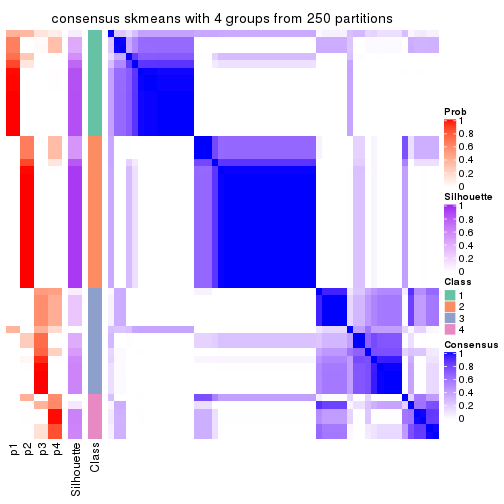 consensus skmeans with 4 groups from 250 partitions
Prob
1
0.8
0.6
0.4
0.2
0
Silhouette
1
0.8
0.6
0.4
0.2
0
Class
1
2
3
4
Consensus
1
0.8
0.6
0.4
0.2
0
p1
p2
p3
p4
Silhouette
Class